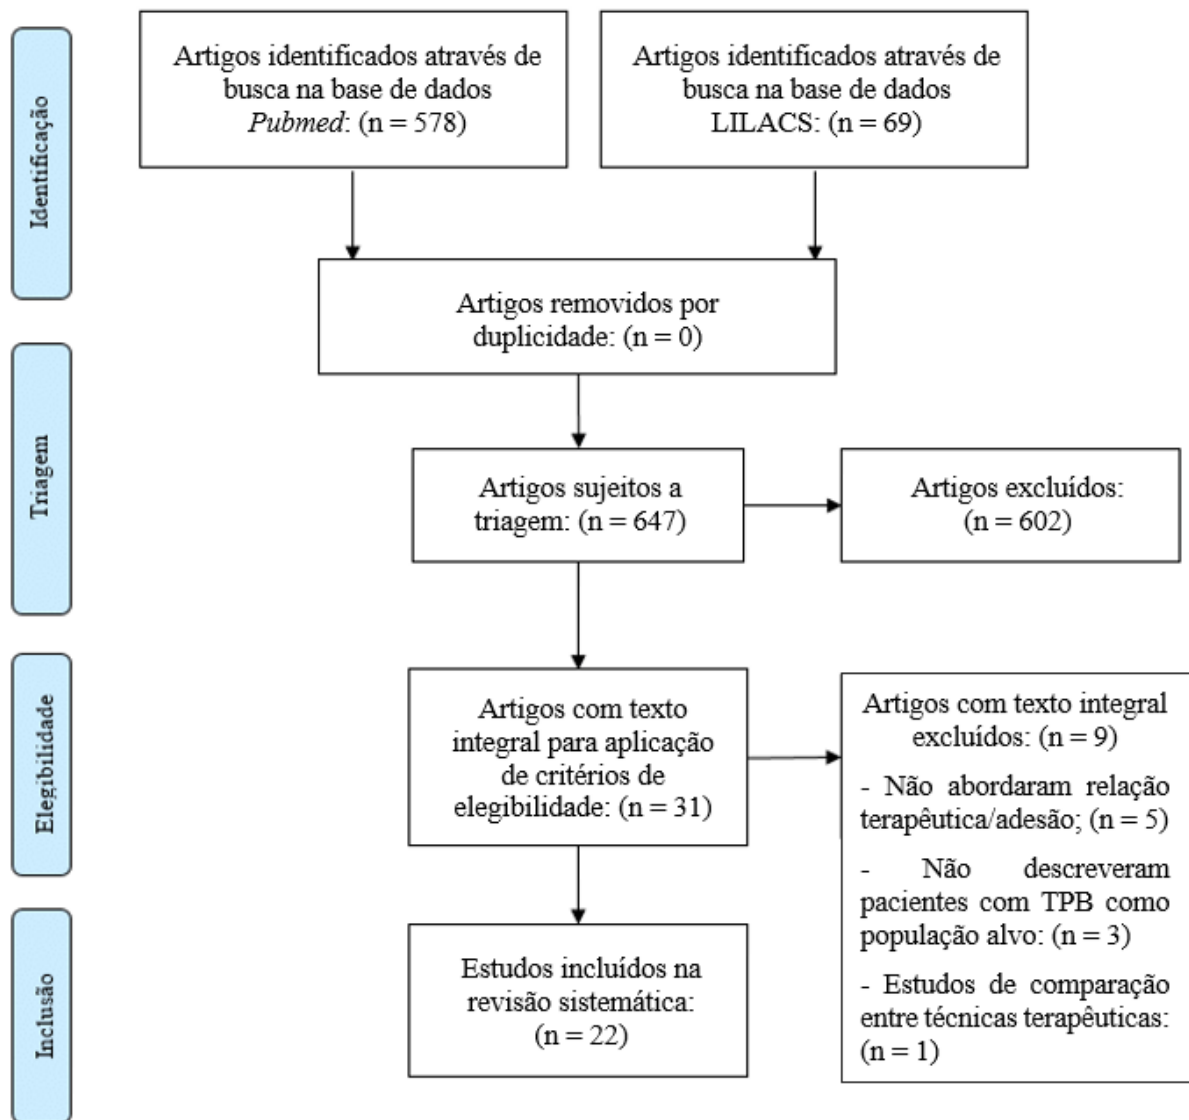 Identificação
Artigos identificados através de
busca na base de dados
Pubmed: (n = 578)
Artigos identificados através de
busca na base de dados
LILACS: (n = 69)
Artigos removidos por
duplicidade: (n = 0)
Triagem
Artigos sujeitos a
triagem: (n = 647)
Artigos excluídos:
(n = 602)
Elegibilidade
Artigos com texto
integral para aplicação
de critérios de
elegibilidade: (n = 31)
Artigos com texto integral
excluídos: (n = 9)
- Não abordaram relação
terapêutica/adesão; (n = 5)
- Não descreveram
pacientes com TPB como
população alvo: (n = 3)
- Estudos de comparação
entre técnicas terapêuticas:
(n = 1)
Inclusão
Estudos incluídos na
revisão sistemática:
(n = 22)